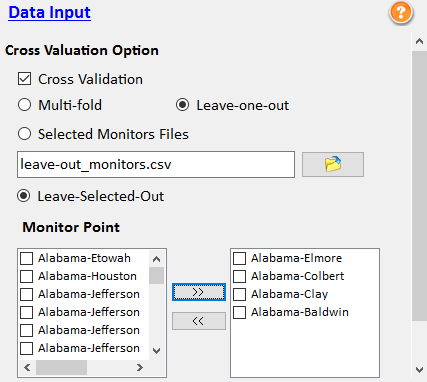 Data Input
?
Cross Valuation Option
Cross Validation
Multi-fold
Leave-one-out
Selected Monitors Files
leave-out_monitors.csv
Leave-Selected-Out
Monitor Point
Alabama-Etowah
Alabama-Houston
Alabama-Jefferson
Alabama-Jefferson
Alabama-Jefferson
Alabama-Jefferson
>>
<<
Alabama-Elmore
Alabama-Colbert
Alabama-Clay
Alabama-Baldwin